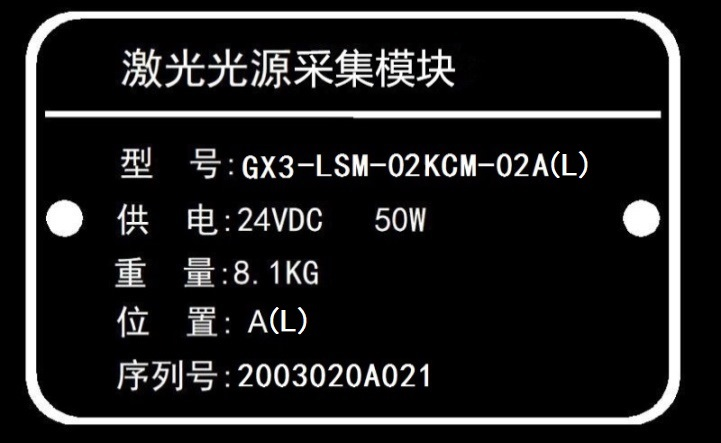 激光光源采集模块
型 号:GX3-LSM-02KCM-02A(L)
供 电:24VDC 50W
重 量:8.1KG
位 置: A(L)
序列号:2003020A021